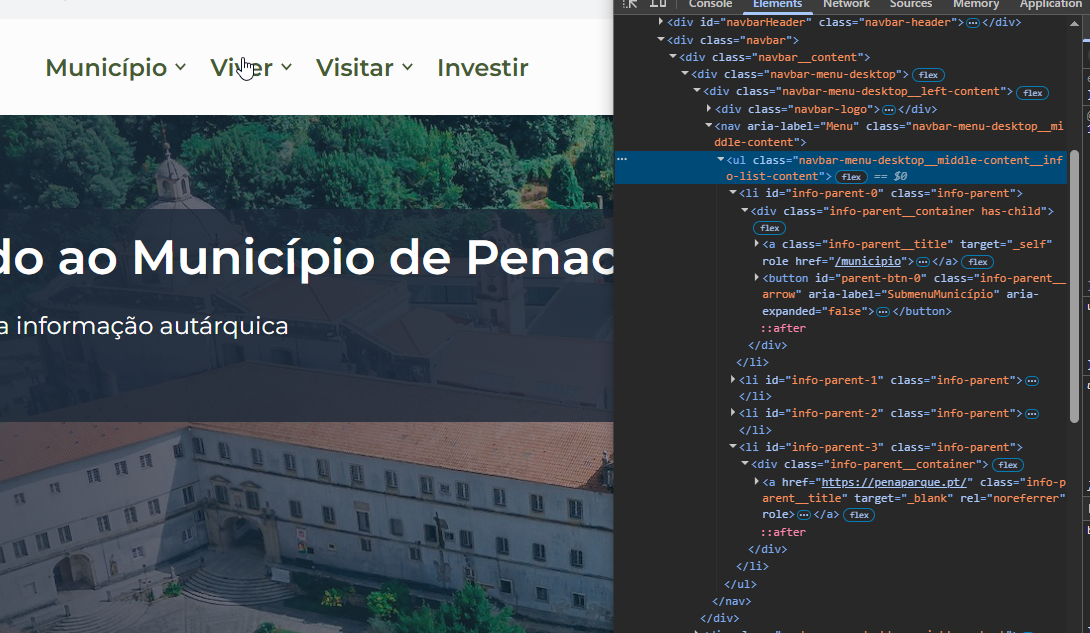 Console Elements Network Sources Memory Application
Município Viver Visitar Investir
do ao Município de Penac
a informação autárquica
<div id="navbarHeader" class="navbar-header">⋯</div>
<div class="navbar">
<div class="navbar__content">
<div class="navbar-menu-desktop"> flex
<div class="navbar-menu-desktop__left-content"> flex
<div class="navbar-logo">⋯</div>
<nav aria-label="Menu" class="navbar-menu-desktop__mi
ddle-content">
⋯ <ul class="navbar-menu-desktop__middle-content__inf
o-list-content"> flex == $0
<li id="info-parent-0" class="info-parent">
<div class="info-parent__container has-child">
flex
<a class="info-parent__title" target="_self"
role href="/municipio">⋯</a> flex
<button id="parent-btn-0" class="info-parent__
arrow" aria-label="SubmenuMunicípio" aria-
expanded="false">⋯</button>
::after
</div>
</li>
<li id="info-parent-1" class="info-parent">⋯
</li>
<li id="info-parent-2" class="info-parent">⋯
</li>
<li id="info-parent-3" class="info-parent">
<div class="info-parent__container"> flex
<a href="https://penaparque.pt/" class="info-p
arent__title" target="_blank" rel="noreferrer"
role>⋯</a> flex
::after
</div>
</li>
</ul>
</nav>
</div>